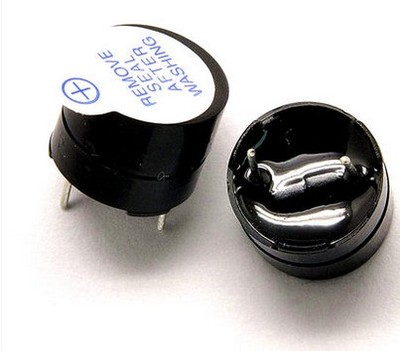 REMOVE
SEAL
AFTER
WASHING
+